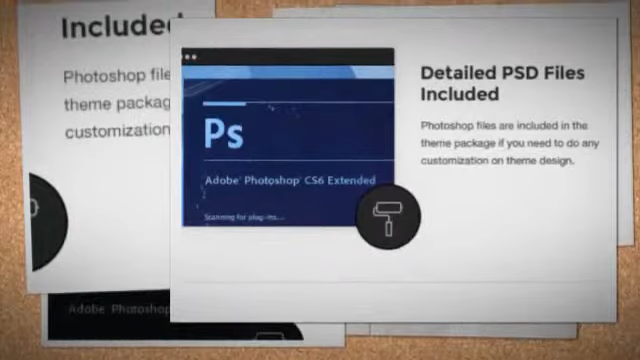 Included
Photoshop file
theme packag
customization
Ps
Adobe® Photoshop® CS6 Extended
Scanning for plug-ins...
Detailed PSD Files
Included
Photoshop files are included in the
theme package if you need to do any
customization on theme design.
Adobe Photoshop